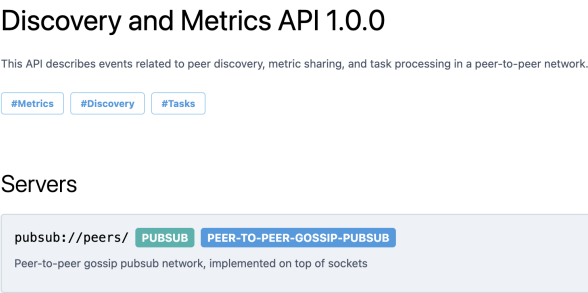 Discovery and Metrics API 1.0.0
This API describes events related to peer discovery, metric sharing, and task processing in a peer-to-peer network.
#Metrics #Discovery #Tasks
Servers
pubsub://peers/ PUBSUB PEER-TO-PEER-GOSSIP-PUBSUB
Peer-to-peer gossip pubsub network, implemented on top of sockets